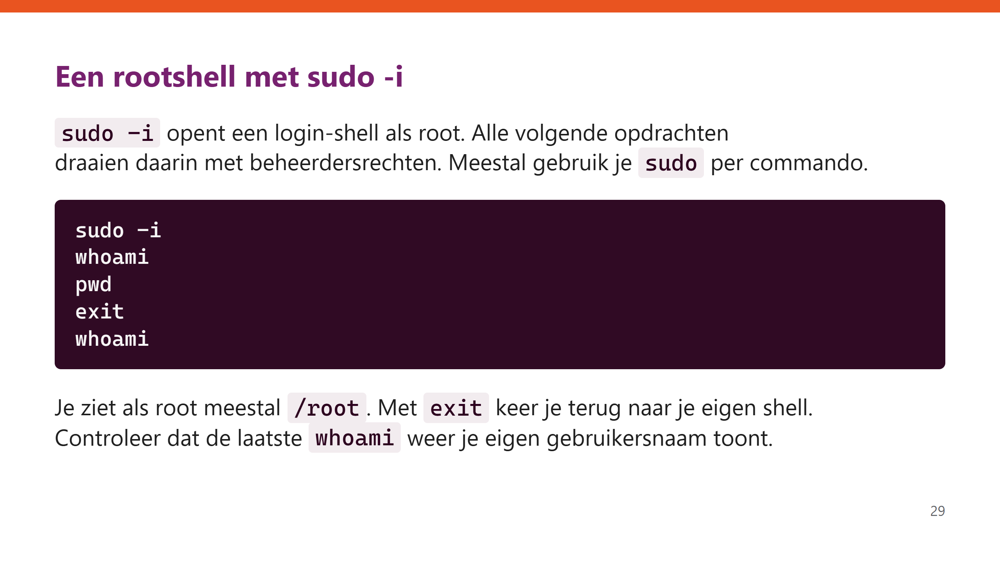 Een rootshell met sudo -i
sudo -i opent een login-shell als root. Alle volgende opdrachten
draaien daarin met beheerdersrechten. Meestal gebruik je sudo per commando.
sudo -i
whoami
pwd
exit
whoami
Je ziet als root meestal /root. Met exit keer je terug naar je eigen shell.
Controleer dat de laatste whoami weer je eigen gebruikersnaam toont.
29